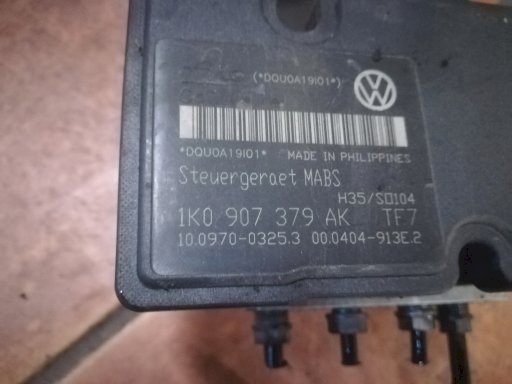 (*DQU0A19I01*)
*DQU0A19I01* MADE IN PHILIPPINES
Steuergeraet MABS
H35/S0104
1K0 907 379 AK TF7
10.0970-0325.3 00.0404-913E.2